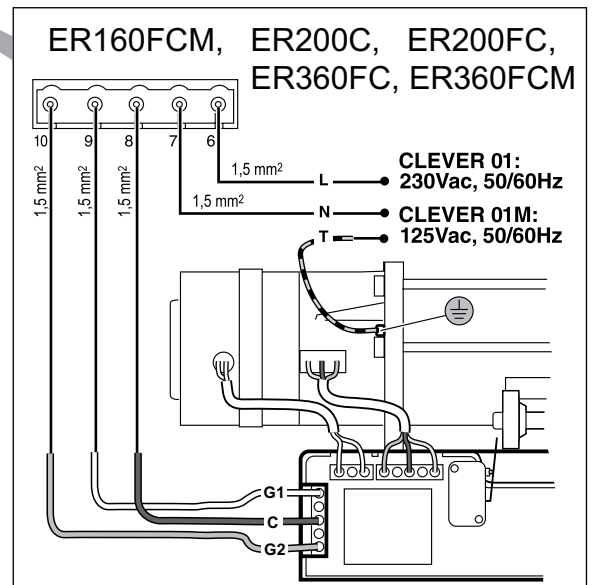 ER160FCM, ER200C, ER200FC,
ER360FC, ER360FCM
10 9 8 7 6
1,5 mm²
1,5 mm²
1,5 mm²
1,5 mm²
1,5 mm²
L
CLEVER 01:
230Vac, 50/60Hz
N
CLEVER 01M:
T
125Vac, 50/60Hz
G1
C
G2